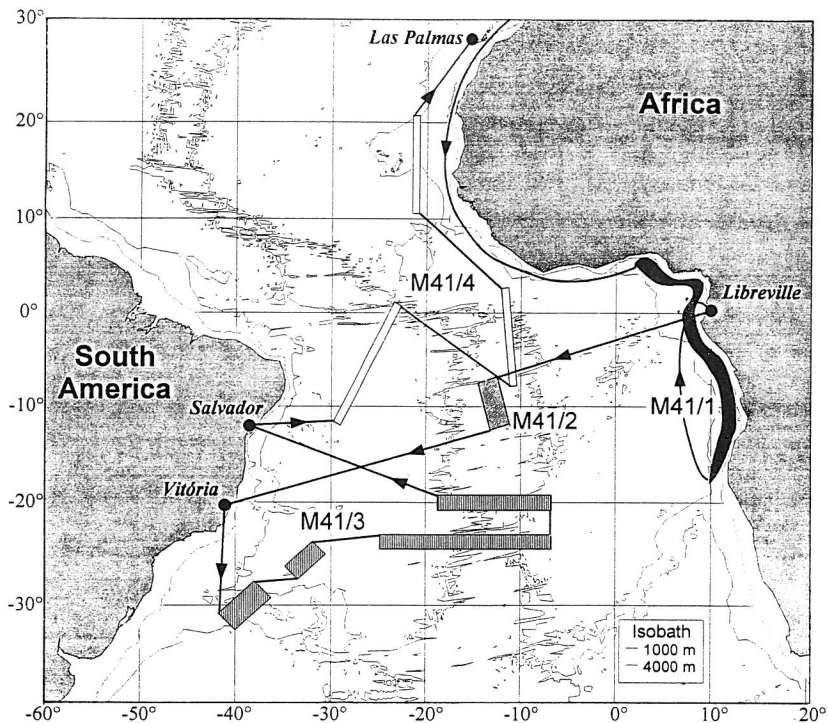 30°
Las Palmas
20°
Africa
10°
M41/4
0°
Libreville
South
America
-10°
Salvador
M41/1
M41/2
Vitória
-20°
M41/3
-30°
Isobath
1000 m
4000 m
-60° -50° -40° -30° -20° -10° 0° 10° 20°